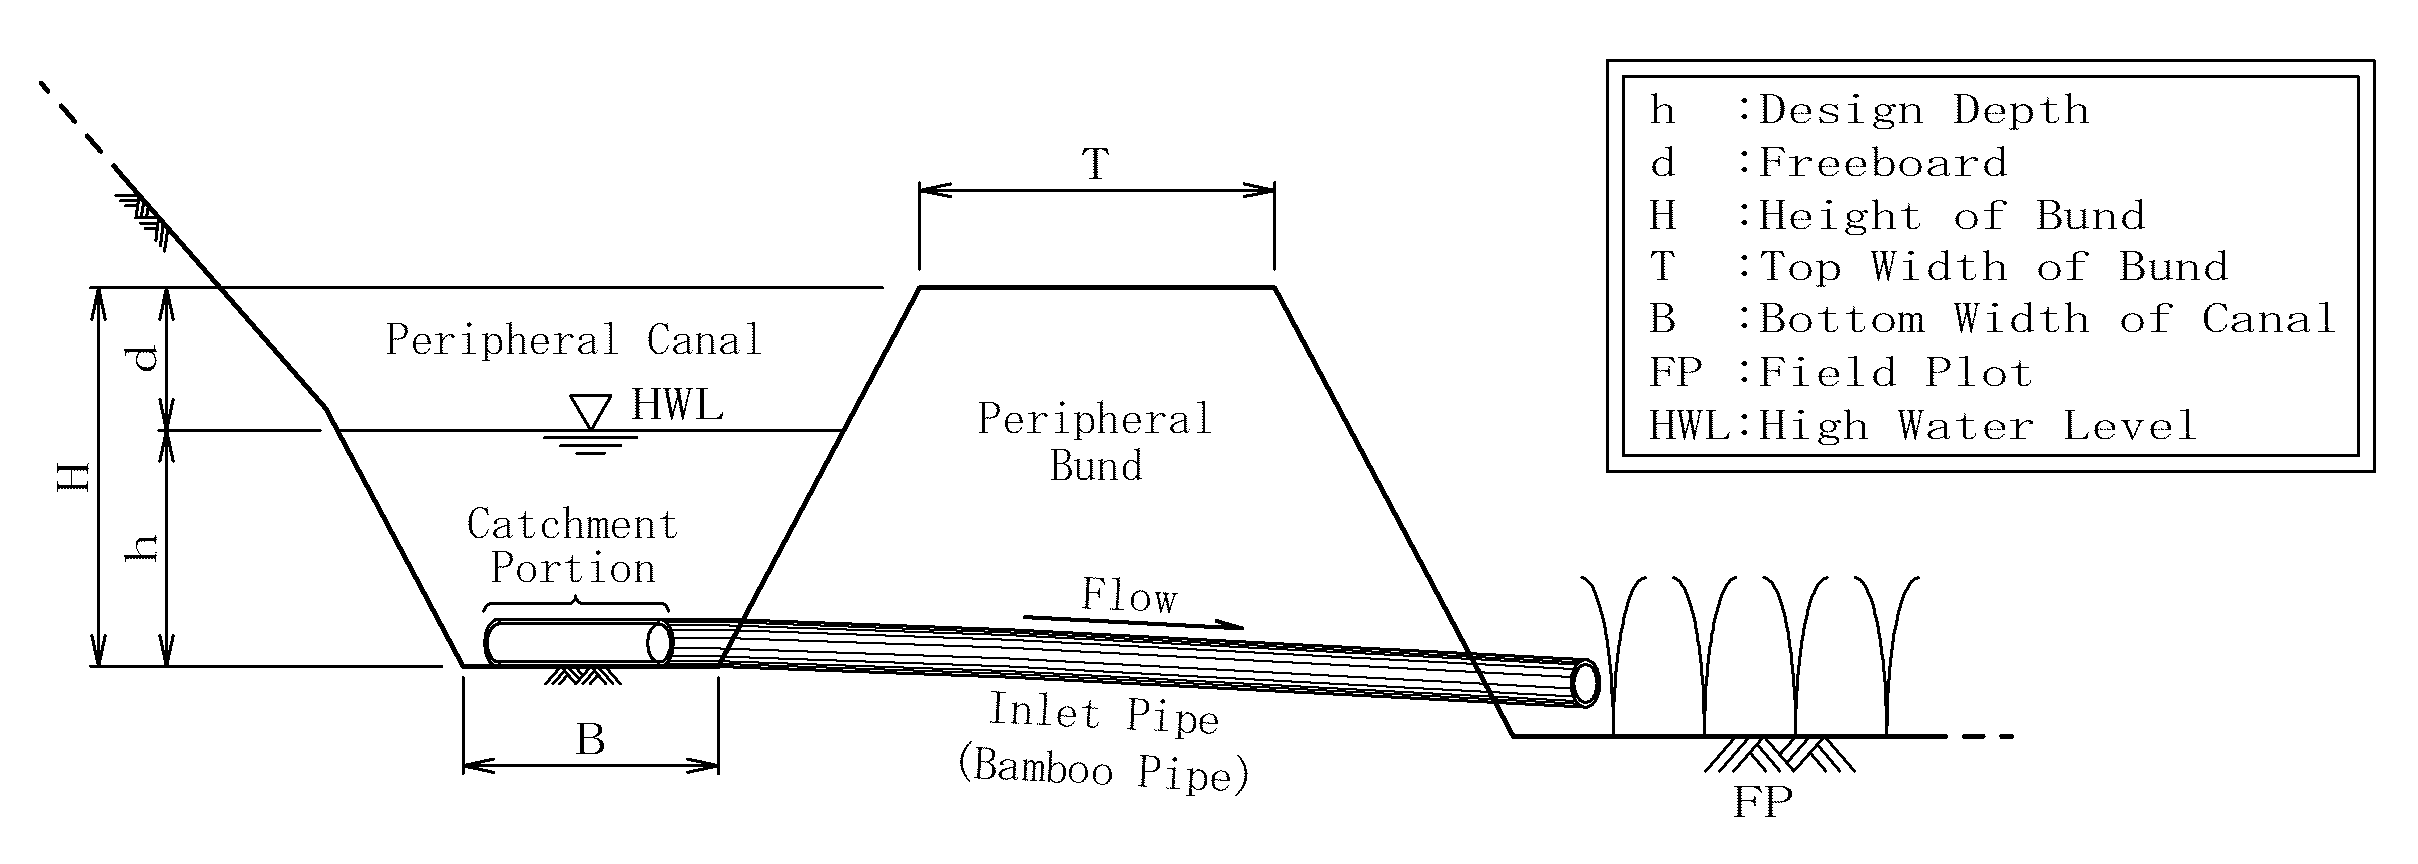 T
h :Design Depth
d :Freeboard
H :Height of Bund
T :Top Width of Bund
B :Bottom Width of Canal
FP :Field Plot
HWL:High Water Level
Peripheral Canal
d
HWL
Peripheral
Bund
H
h
Catchment
Portion
Flow
Inlet Pipe
(Bamboo Pipe)
B
FP